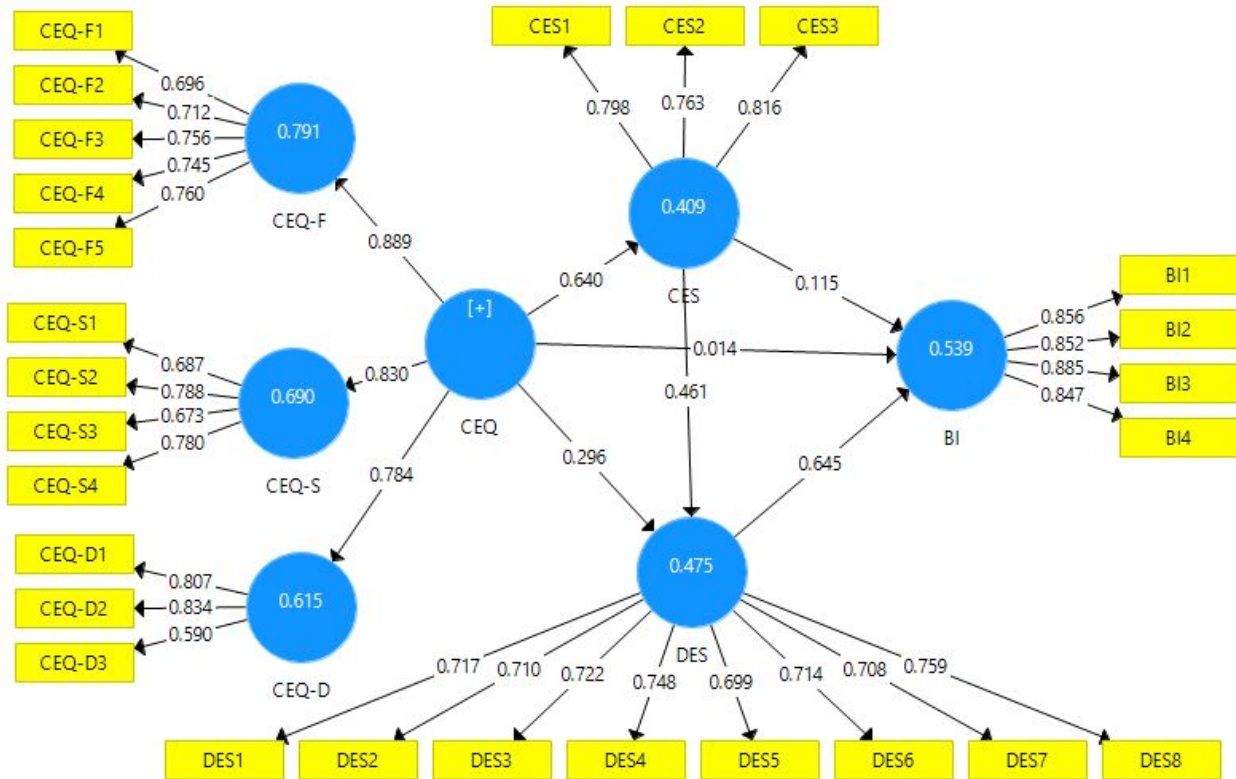 CEQ-F1
CEQ-F2
CEQ-F3
CEQ-F4
CEQ-F5
0.696
0.712
0.756
0.745
0.760
0.791
CEQ-F
0.889
CES1
CES2
CES3
0.798
0.763
0.816
0.409
CES
0.640
0.115
CEQ-S1
CEQ-S2
CEQ-S3
CEQ-S4
0.687
0.788
0.673
0.780
0.690
CEQ-S
0.830
[+]
CEQ
0.014
0.461
0.296
0.784
0.645
0.539
BI
0.856
0.852
0.885
0.847
BI1
BI2
BI3
BI4
CEQ-D1
CEQ-D2
CEQ-D3
0.807
0.834
0.590
0.615
CEQ-D
0.475
DES
0.717
0.710
0.722
0.748
0.699
0.714
0.708
0.759
DES1
DES2
DES3
DES4
DES5
DES6
DES7
DES8